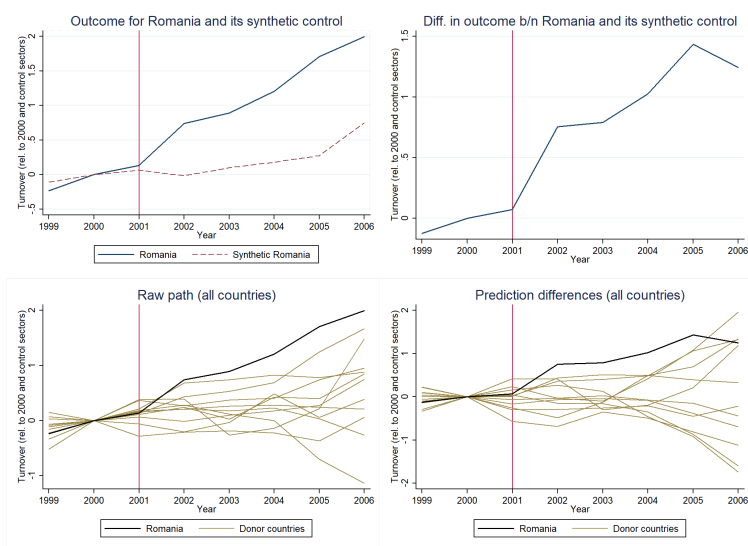 Outcome for Romania and its synthetic control
Turnover (rel. to 2000 and control sectors)
2
1.5
1
.5
0
-.5
1999 2000 2001 2002 2003 2004 2005 2006
Year
Romania Synthetic Romania
Diff. in outcome b/n Romania and its synthetic control
Turnover (rel. to 2000 and control sectors)
1.5
1
.5
0
1999 2000 2001 2002 2003 2004 2005 2006
Year
Raw path (all countries)
Turnover (rel. to 2000 and control sectors)
2
1
0
-1
1999 2000 2001 2002 2003 2004 2005 2006
Year
Romania Donor countries
Prediction differences (all countries)
Turnover (rel. to 2000 and control sectors)
2
1
0
-1
-2
1999 2000 2001 2002 2003 2004 2005 2006
Year
Romania Donor countries